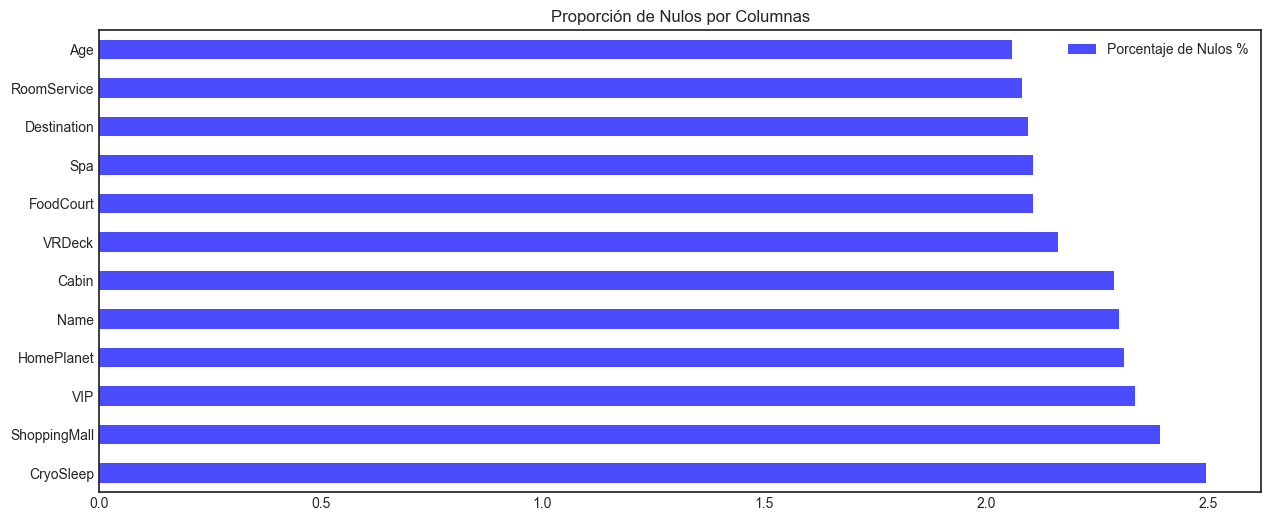 Proporción de Nulos por Columnas
Porcentaje de Nulos %
Age
RoomService
Destination
Spa
FoodCourt
VRDeck
Cabin
Name
HomePlanet
VIP
ShoppingMall
CryoSleep
0.0 0.5 1.0 1.5 2.0 2.5